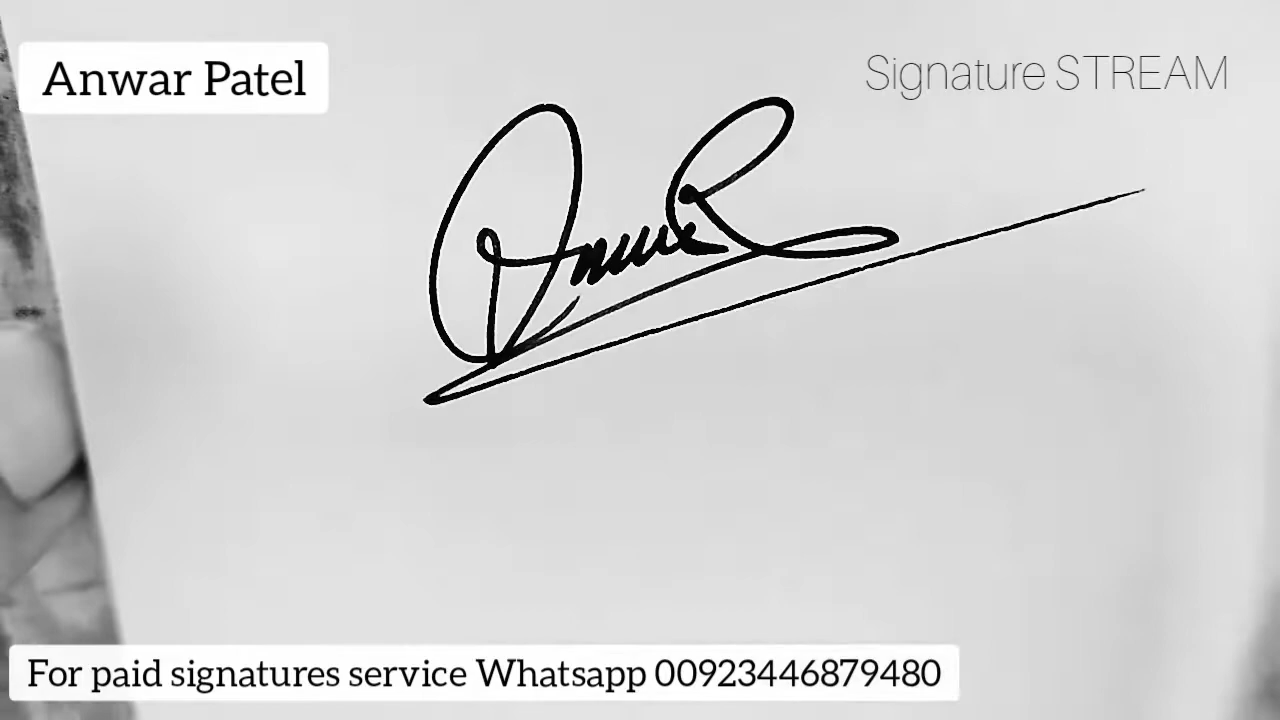 Anwar Patel
Signature STREAM
For paid signatures service Whatsapp 00923446879480